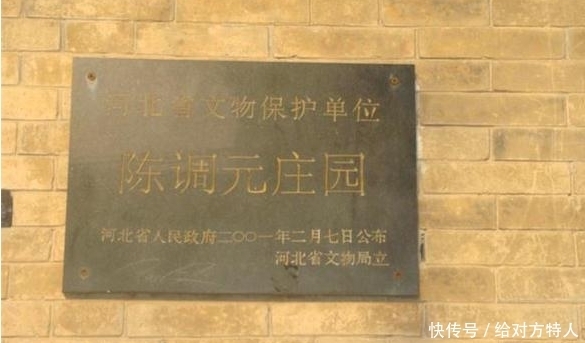 河北省文物保护单位
陈调元庄园
河北省人民政府二〇〇一年二月七日公布
河北省文物局立
快传号／给对方特人